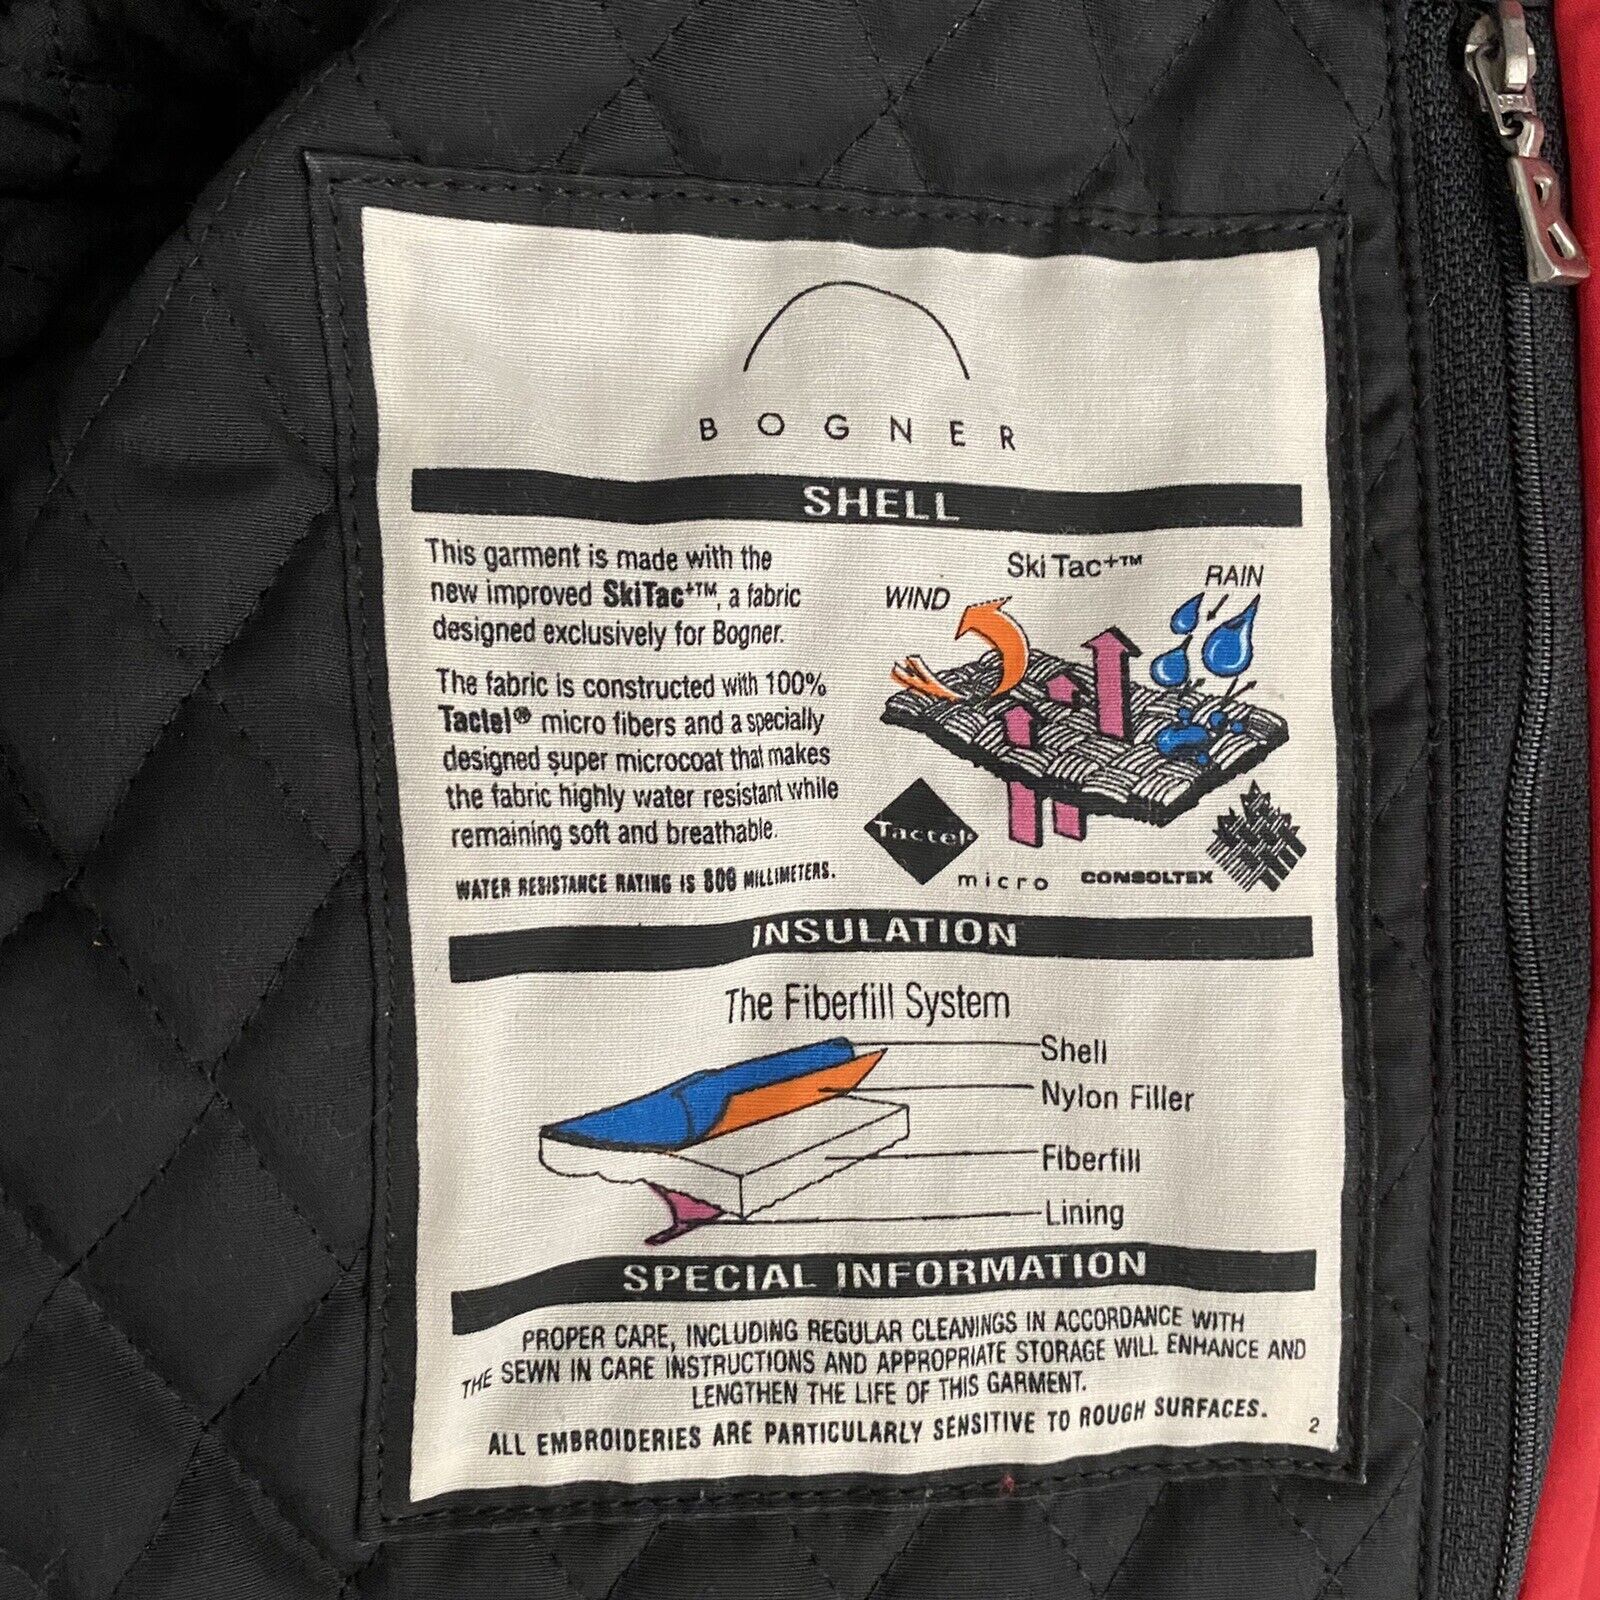 BOGNER
SHELL
This garment is made with the
new improved SkiTac+™, a fabric
designed exclusively for Bogner.
The fabric is constructed with 100%
Tactel® micro fibers and a specially
designed super microcoat that makes
the fabric highly water resistant while
remaining soft and breathable.
WATER RESISTANCE RATING IS 800 MILLIMETERS.
Ski Tac+™
WIND
RAIN
Tactel®
micro
CONSOLTEX
INSULATION
The Fiberfill System
Shell
Nylon Filler
Fiberfill
Lining
SPECIAL INFORMATION
PROPER CARE, INCLUDING REGULAR CLEANINGS IN ACCORDANCE WITH
THE SEWN IN CARE INSTRUCTIONS AND APPROPRIATE STORAGE WILL ENHANCE AND
LENGTHEN THE LIFE OF THIS GARMENT.
ALL EMBROIDERIES ARE PARTICULARLY SENSITIVE TO ROUGH SURFACES.
2
B